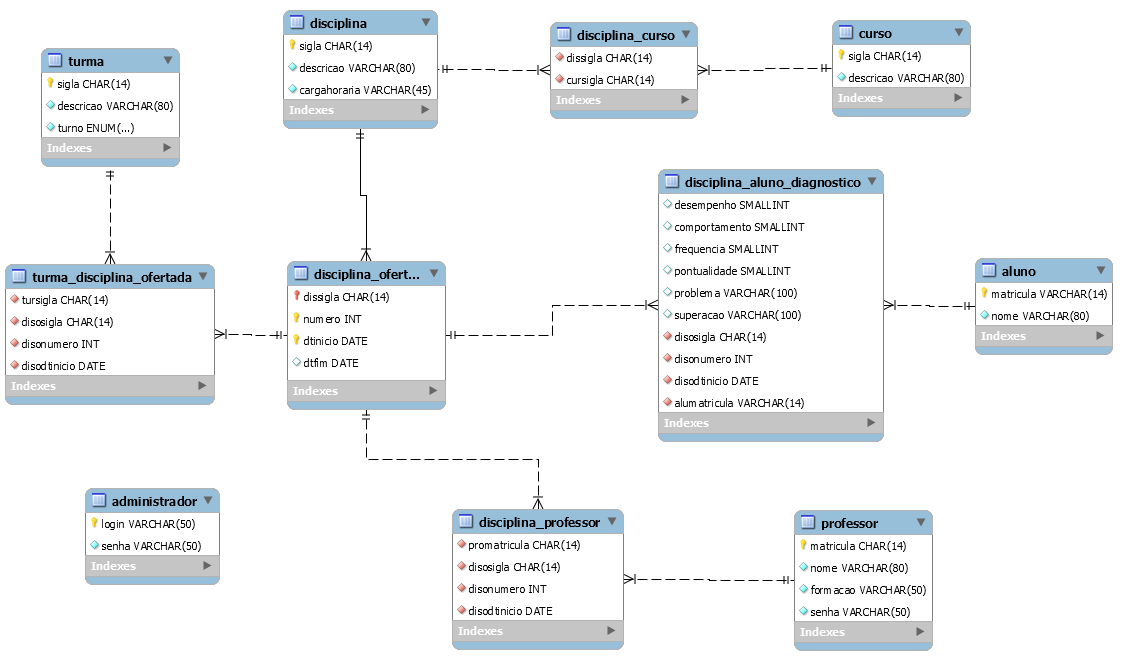 disciplina
sigla CHAR(14)
descricao VARCHAR(80)
cargahoraria VARCHAR(45)
Indexes
disciplina_curso
dissigla CHAR(14)
cursigla CHAR(14)
Indexes
curso
sigla CHAR(14)
descricao VARCHAR(80)
Indexes
turma
sigla CHAR(14)
descricao VARCHAR(80)
turno ENUM(...)
Indexes
disciplina_aluno_diagnostico
desempenho SMALLINT
comportamento SMALLINT
frequencia SMALLINT
pontualidade SMALLINT
problema VARCHAR(100)
superacao VARCHAR(100)
disosigla CHAR(14)
disonumero INT
disodtinicio DATE
alumatricula VARCHAR(14)
Indexes
turma_disciplina_ofertada
tursigla CHAR(14)
disosigla CHAR(14)
disonumero INT
disodtinicio DATE
Indexes
disciplina_ofert...
dissigla CHAR(14)
numero INT
dtinicio DATE
dtfim DATE
Indexes
aluno
matricula VARCHAR(14)
nome VARCHAR(80)
Indexes
administrador
login VARCHAR(50)
senha VARCHAR(50)
Indexes
disciplina_professor
promatricula CHAR(14)
disosigla CHAR(14)
disonumero INT
disodtinicio DATE
Indexes
professor
matricula CHAR(14)
nome VARCHAR(80)
formacao VARCHAR(50)
senha VARCHAR(50)
Indexes